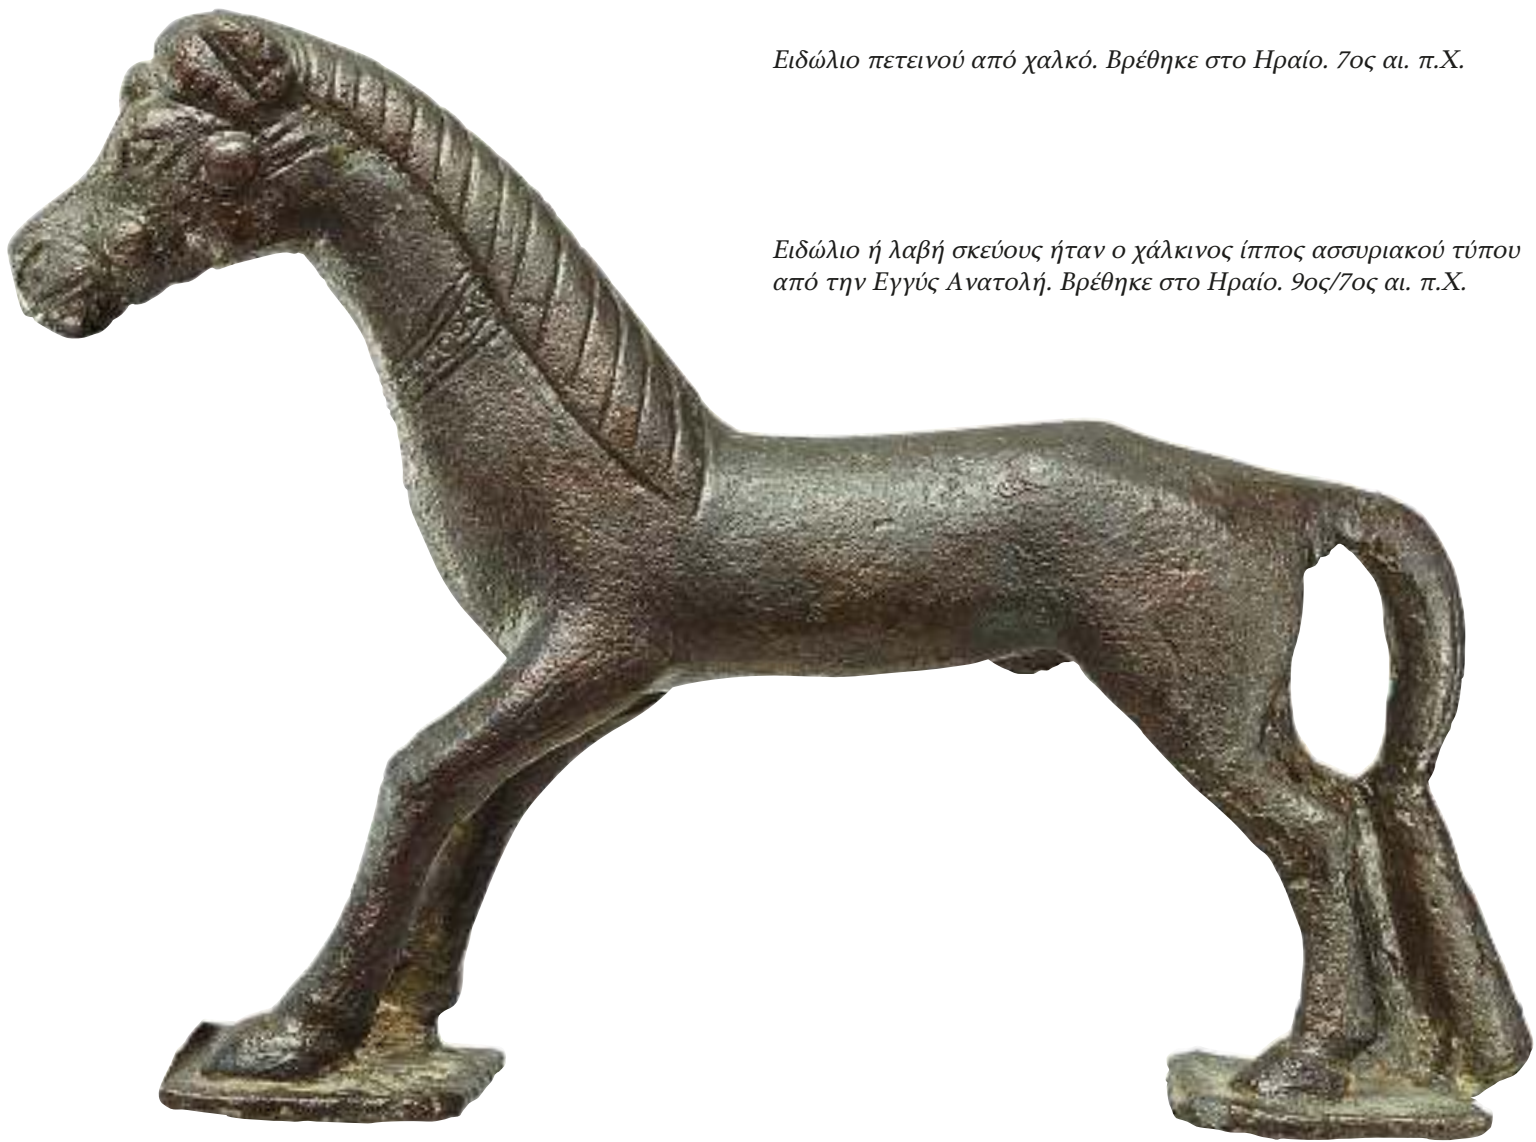 Ειδώλιο πετεινού από χαλκό. Βρέθηκε στο Ηραίο. 7ος αι. π.Χ.
Ειδώλιο ή λαβή σκεύους ήταν ο χάλκινος ίππος ασσυριακού τύπου
από την Εγγύς Ανατολή. Βρέθηκε στο Ηραίο. 9ος/7ος αι. π.Χ.